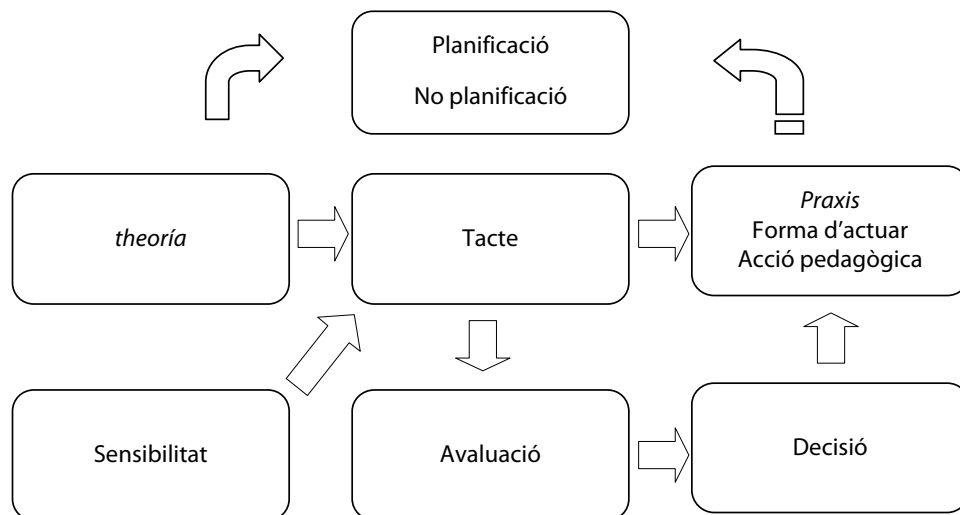 Planificació
No planificació
theoría
Tacte
Praxis
Forma d’actuar
Acció pedagògica
Sensibilitat
Avaluació
Decisió